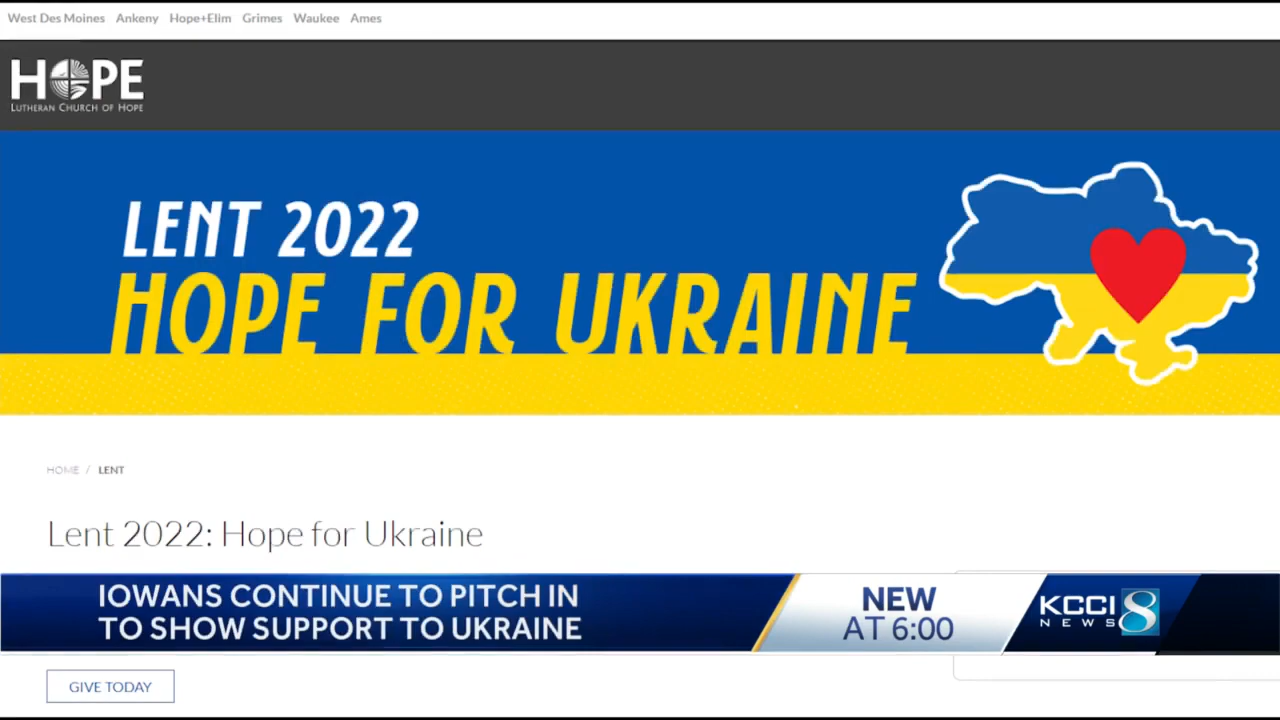 West Des Moines Ankeny Hope+Elim Grimes Waukee Ames
HOPE
LUTHERAN CHURCH OF HOPE
LENT 2022
HOPE FOR UKRAINE
HOME / LENT
Lent 2022: Hope for Ukraine
IOWANS CONTINUE TO PITCH IN
TO SHOW SUPPORT TO UKRAINE
NEW
AT 6:00
KCCI 8
NEWS
GIVE TODAY